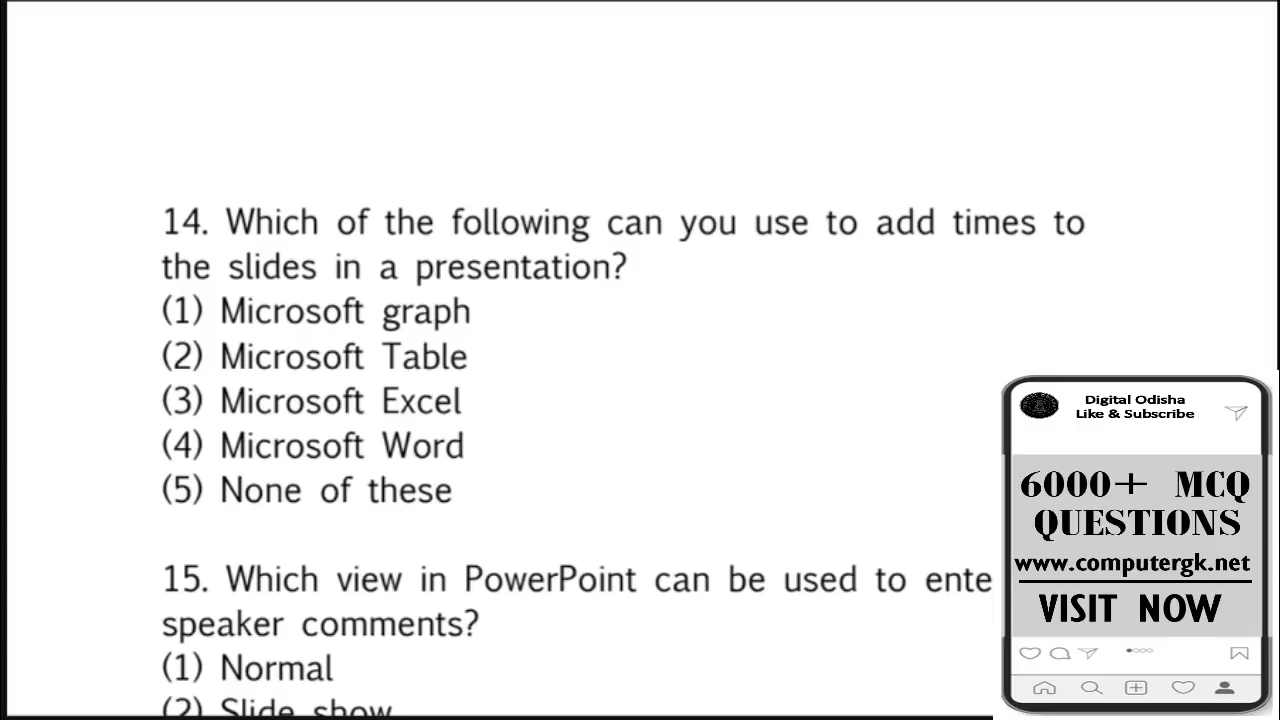 14. Which of the following can you use to add times to
the slides in a presentation?
(1) Microsoft graph
(2) Microsoft Table
(3) Microsoft Excel
(4) Microsoft Word
(5) None of these
15. Which view in PowerPoint can be used to ente
speaker comments?
(1) Normal
(2) Slide show
Digital Odisha
Like & Subscribe
6000+ MCQ
QUESTIONS
www.computergk.net
VISIT NOW